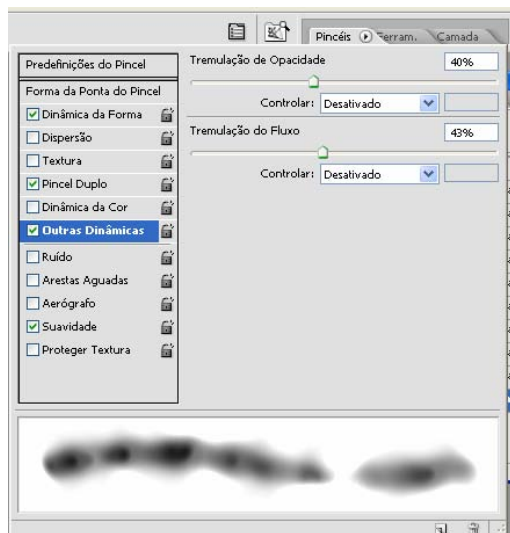 Pincéis Ferram. Camada
Predefinições do Pincel
Forma da Ponta do Pincel
Dinâmica da Forma
Dispersão
Textura
Pincel Duplo
Dinâmica da Cor
Outras Dinâmicas
Ruído
Arestas Aguadas
Aerógrafo
Suavidade
Proteger Textura
Tremulação de Opacidade 40%
Controlar: Desativado
Tremulação do Fluxo 43%
Controlar: Desativado